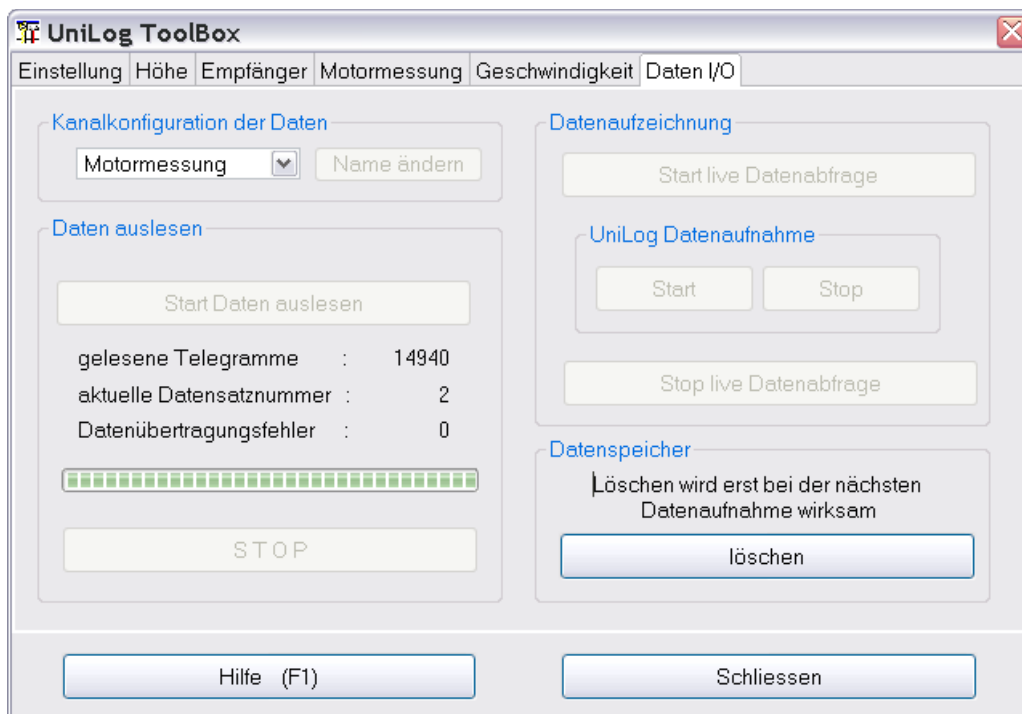 UniLog ToolBox
Einstellung Höhe Empfänger Motormessung Geschwindigkeit Daten I/O
Kanalkonfiguration der Daten
Motormessung Name ändern
Daten auslesen
Start Daten auslesen
gelesene Telegramme : 14940
aktuelle Datensatznummer : 2
Datenübertragungsfehler : 0
STOP
Datenaufzeichnung
Start live Datenabfrage
UniLog Datenaufnahme
Start Stop
Stop live Datenabfrage
Datenspeicher
Löschen wird erst bei der nächsten
Datenaufnahme wirksam
löschen
Hilfe (F1) Schliessen